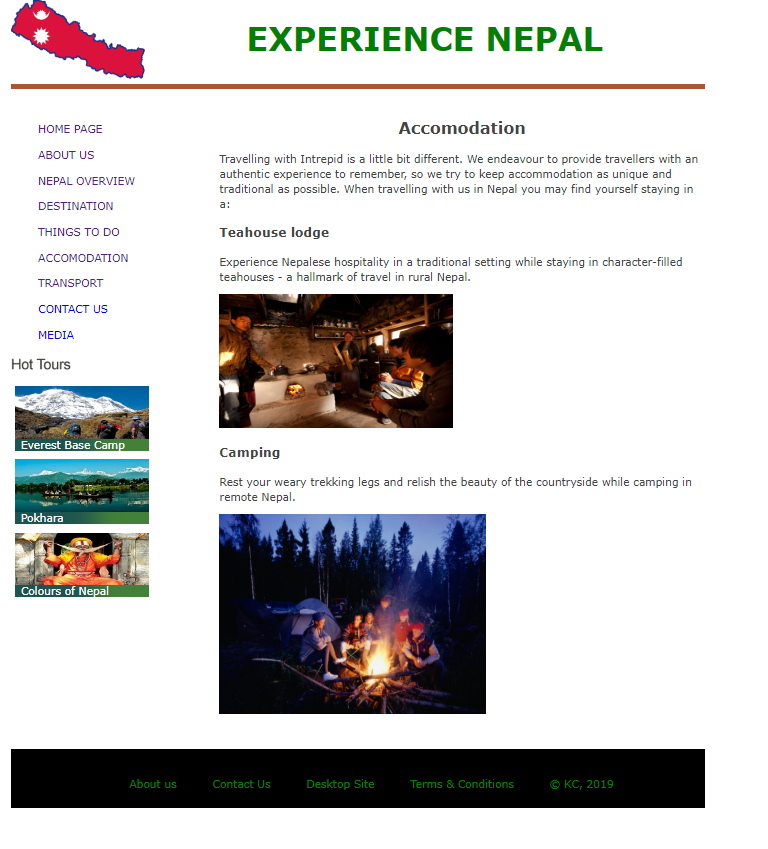 EXPERIENCE NEPAL
HOME PAGE
ABOUT US
NEPAL OVERVIEW
DESTINATION
THINGS TO DO
ACCOMODATION
TRANSPORT
CONTACT US
MEDIA
Hot Tours
Everest Base Camp
Pokhara
Colours of Nepal
Accomodation
Travelling with Intrepid is a little bit different. We endeavour to provide travellers with an
authentic experience to remember, so we try to keep accommodation as unique and
traditional as possible. When travelling with us in Nepal you may find yourself staying in
a:
Teahouse lodge
Experience Nepalese hospitality in a traditional setting while staying in character-filled
teahouses - a hallmark of travel in rural Nepal.
Camping
Rest your weary trekking legs and relish the beauty of the countryside while camping in
remote Nepal.
About us Contact Us Desktop Site Terms & Conditions © KC, 2019